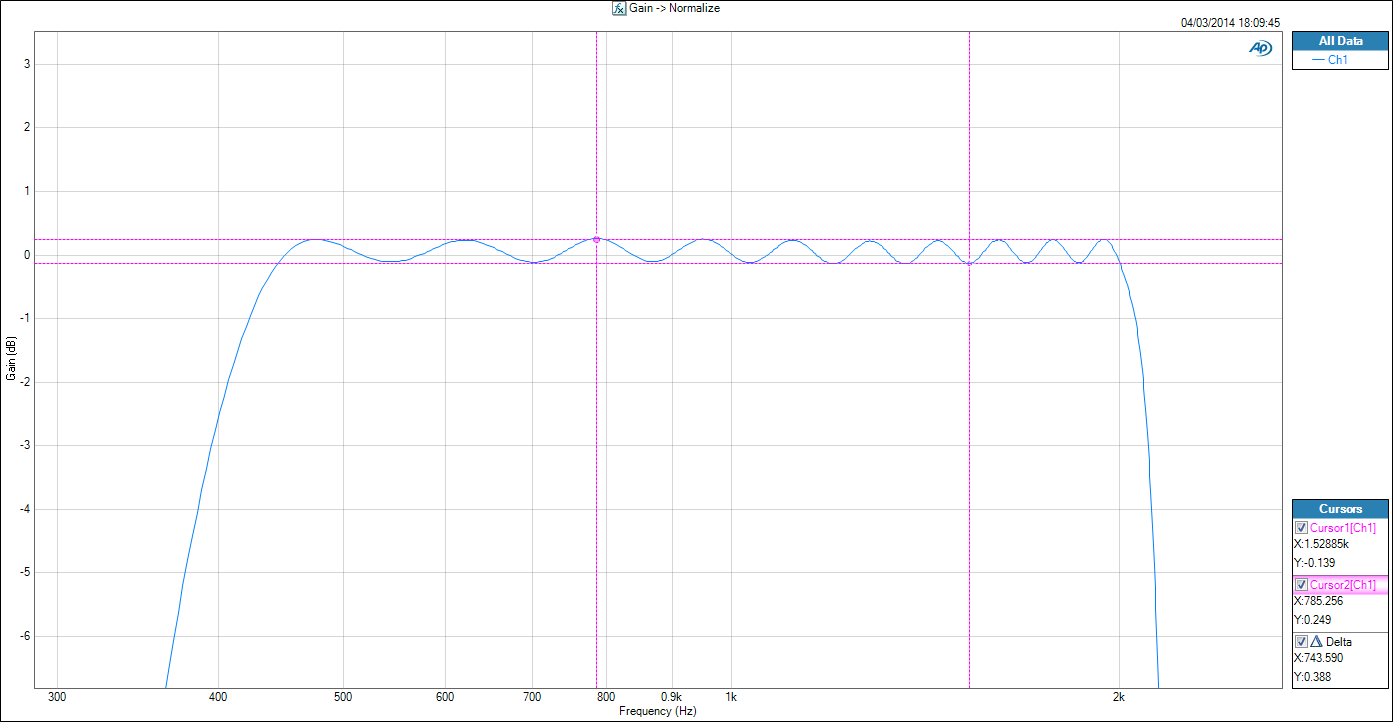 Gain -> Normalize
04/03/2014 18:09:45
AP
All Data
Ch1
3
2
1
0
-1
-2
-3
-4
-5
-6
Gain (dB)
300 400 500 600 700 800 0.9k 1k 2k
Frequency (Hz)
Cursors
Cursor1[Ch1]
X:1.52885k
Y:-0.139
Cursor2[Ch1]
X:785.256
Y:0.249
Delta
X:743.590
Y:0.388